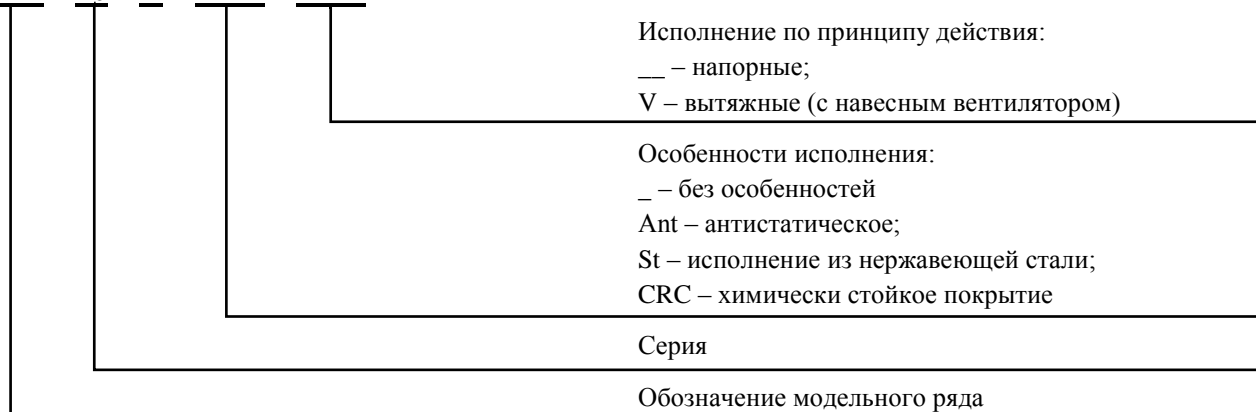 Исполнение по принципу действия:
__ – напорные;
V – вытяжные (с навесным вентилятором)
Особенности исполнения:
_ – без особенностей
Ant – антистатическое;
St – исполнение из нержавеющей стали;
CRC – химически стойкое покрытие
Серия
Обозначение модельного ряда